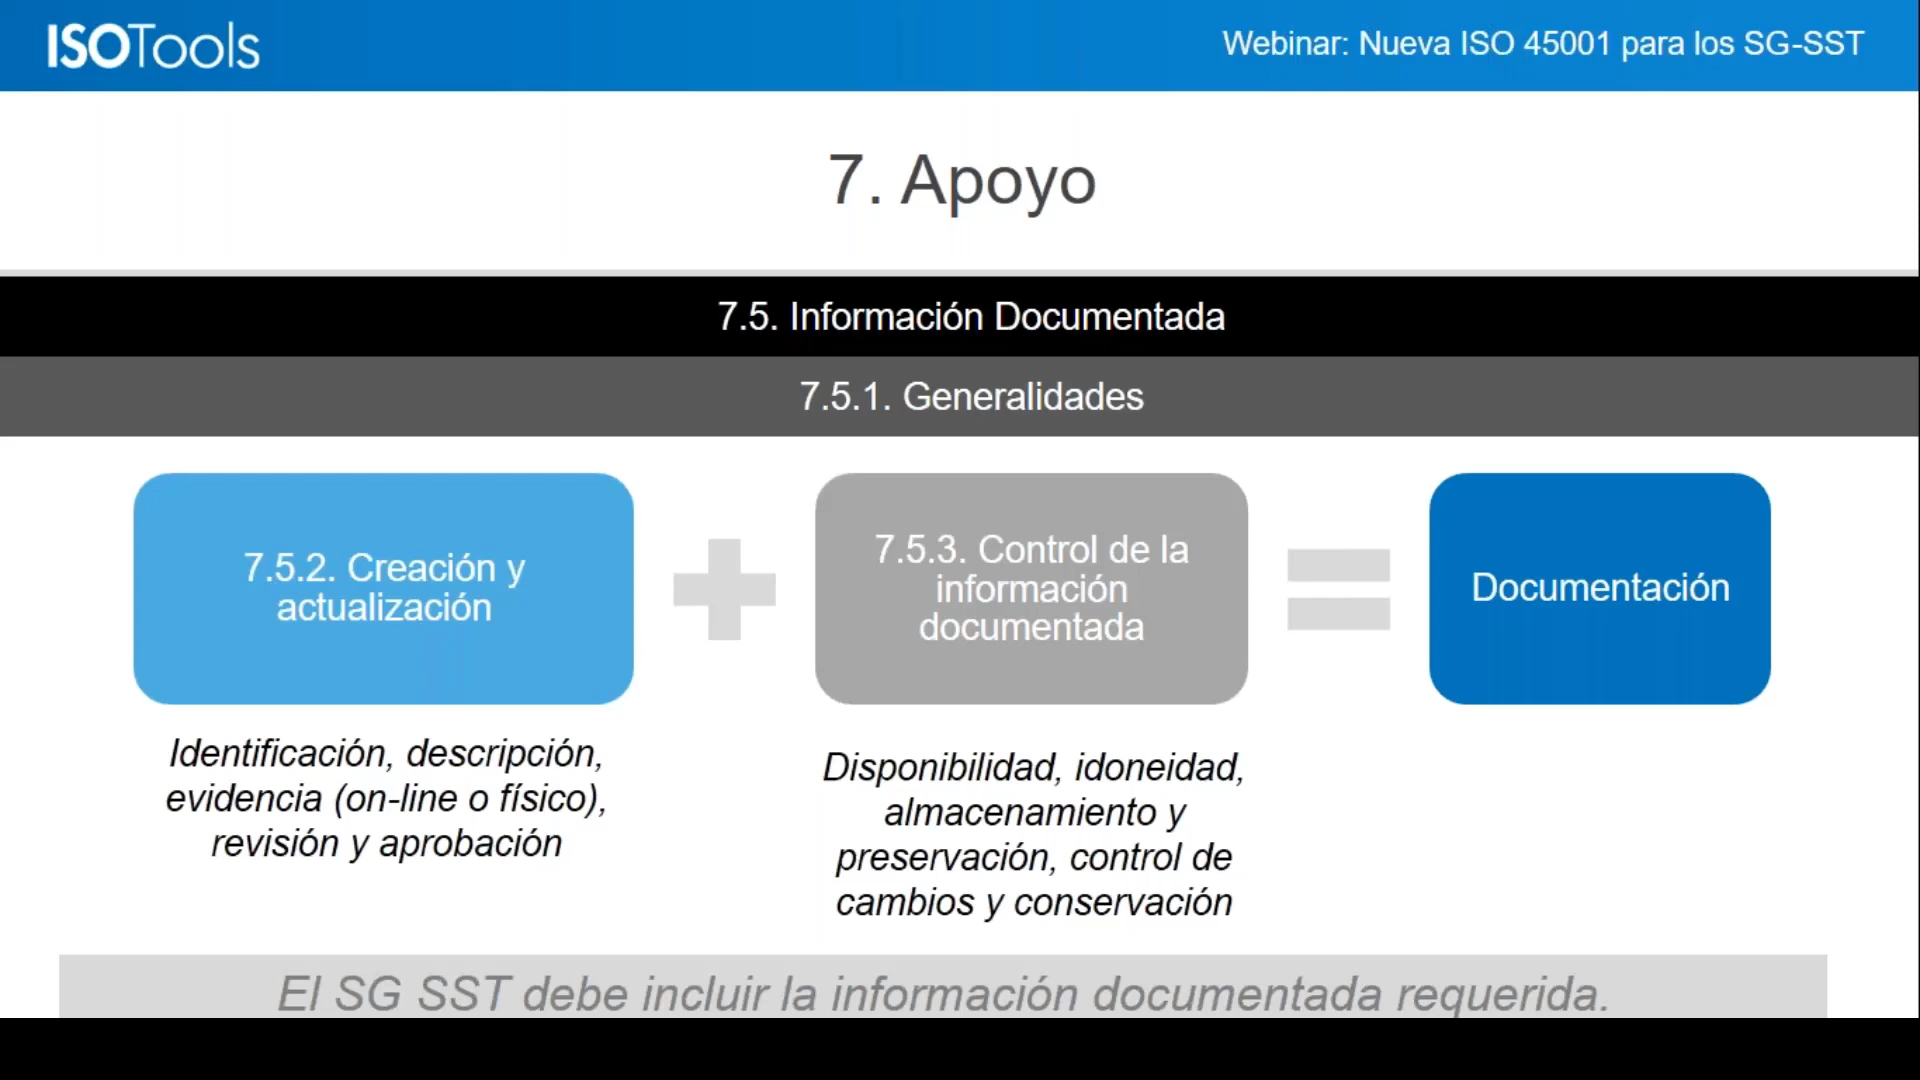 ISOTools
Webinar: Nueva ISO 45001 para los SG-SST
7. Apoyo
7.5. Información Documentada
7.5.1. Generalidades
7.5.2. Creación y
actualización
7.5.3. Control de la
información
documentada
Documentación
Identificación, descripción,
evidencia (on-line o físico),
revisión y aprobación
Disponibilidad, idoneidad,
almacenamiento y
preservación, control de
cambios y conservación
El SG SST debe incluir la información documentada requerida.